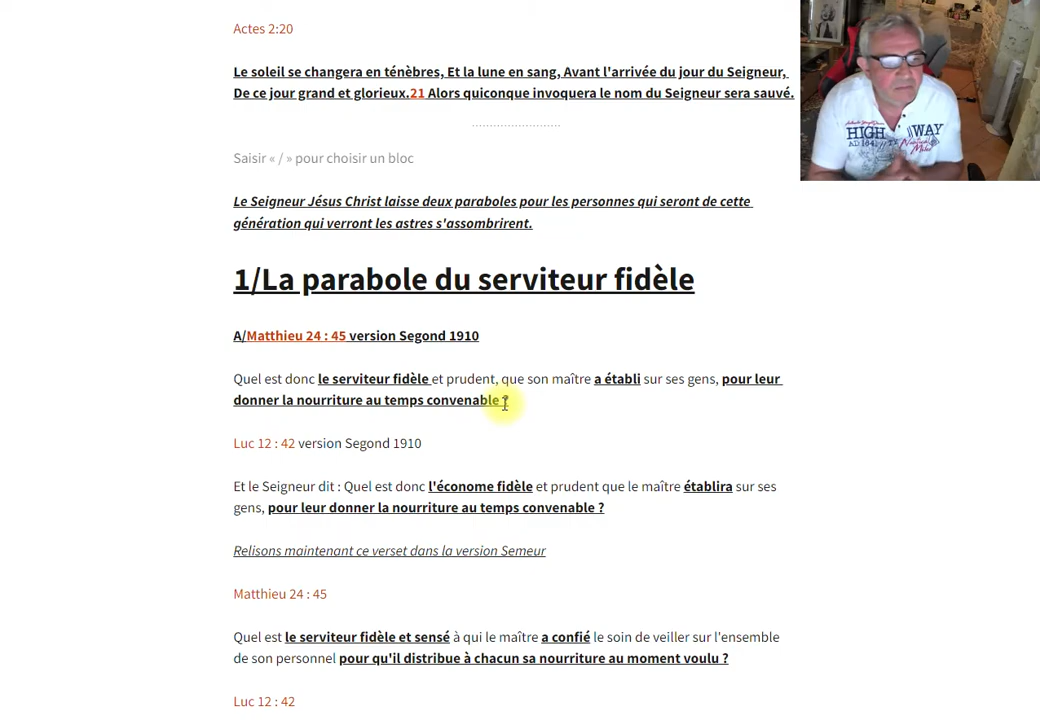 Actes 2:20
Le soleil se changera en ténèbres, Et la lune en sang, Avant l'arrivée du jour du Seigneur,
De ce jour grand et glorieux.21 Alors quiconque invoquera le nom du Seigneur sera sauvé.
Saisir « / » pour choisir un bloc
Le Seigneur Jésus Christ laisse deux paraboles pour les personnes qui seront de cette
génération qui verront les astres s'assombrirent.
1/La parabole du serviteur fidèle
A/Matthieu 24 : 45 version Segond 1910
Quel est donc le serviteur fidèle et prudent, que son maître a établi sur ses gens, pour leur
donner la nourriture au temps convenable ?
Luc 12 : 42 version Segond 1910
Et le Seigneur dit : Quel est donc l'économe fidèle et prudent que le maître établira sur ses
gens, pour leur donner la nourriture au temps convenable ?
Relisons maintenant ce verset dans la version Semeur
Matthieu 24 : 45
Quel est le serviteur fidèle et sensé à qui le maître a confié le soin de veiller sur l'ensemble
de son personnel pour qu'il distribue à chacun sa nourriture au moment voulu ?
Luc 12 : 42
HIGH WAY